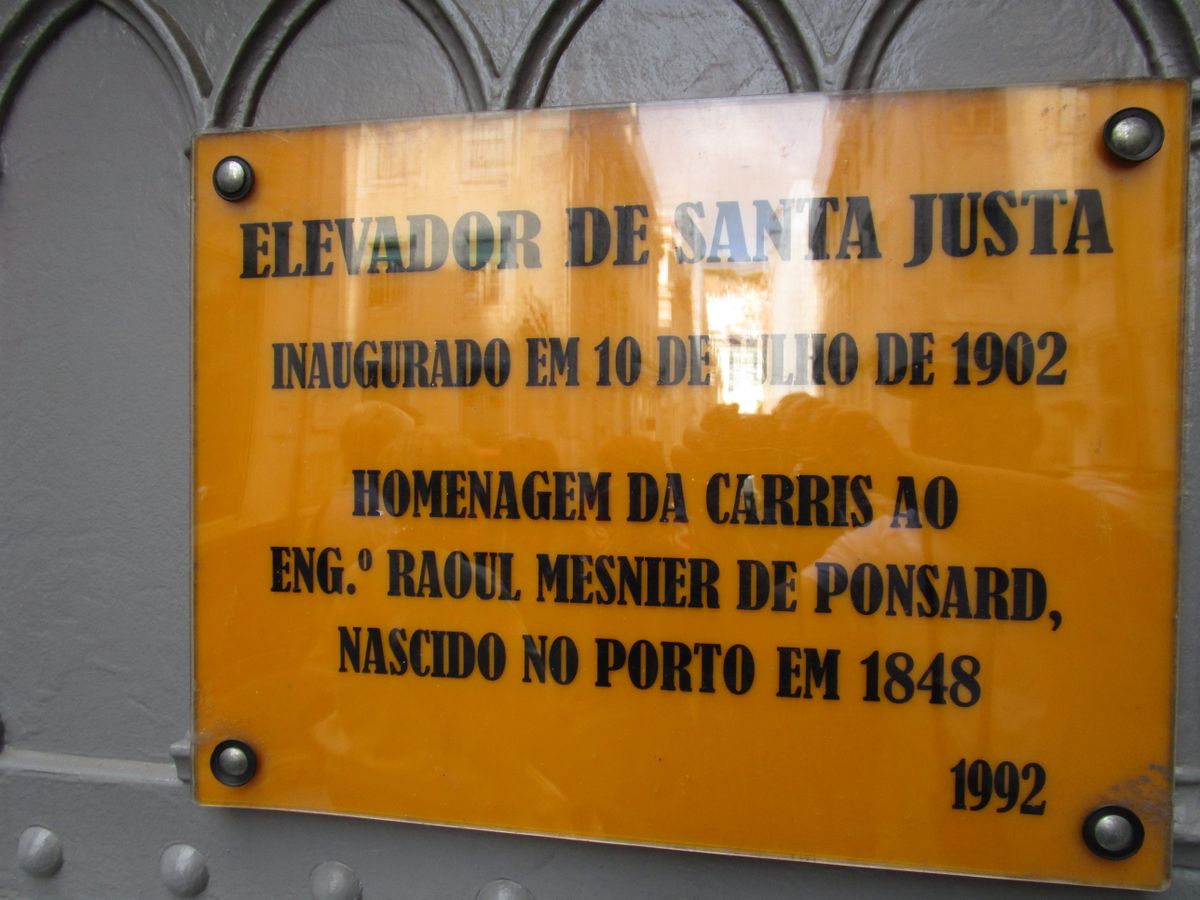 ELEVADOR DE SANTA JUSTA
INAUGURADO EM 10 DE JULHO DE 1902
HOMENAGEM DA CARRIS AO
ENG.º RAOUL MESNIER DE PONSARD,
NASCIDO NO PORTO EM 1848
1992